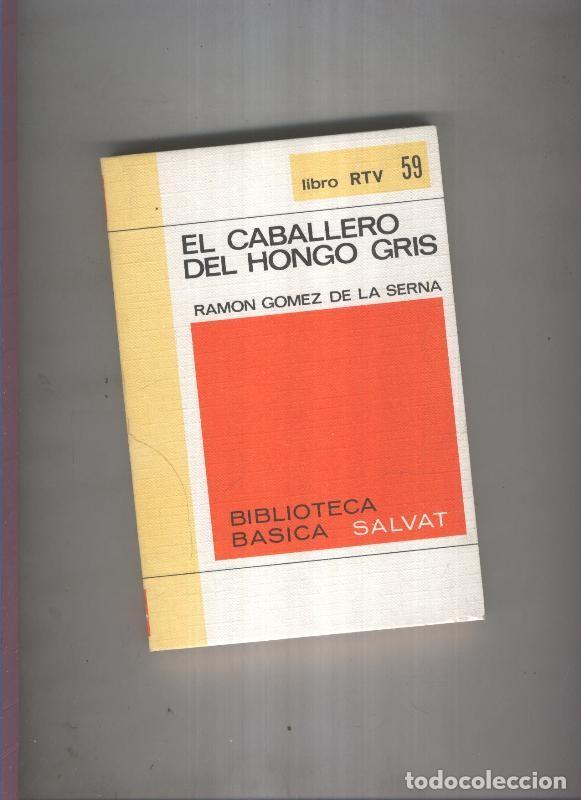 libro RTV 59
EL CABALLERO
DEL HONGO GRIS
RAMON GOMEZ DE LA SERNA
BIBLIOTECA
BASICA SALVAT
todocoleccion